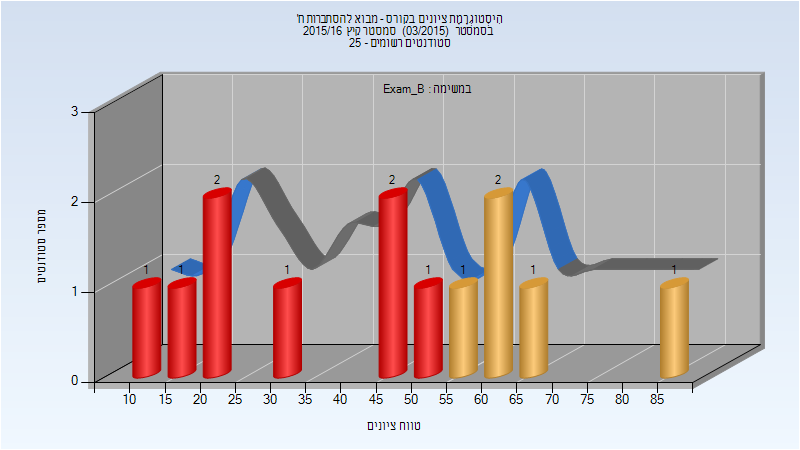 היסטוגרמת ציונים בקורס - מבוא להסתברות ח'
בסמסטר (03/2015) סמסטר קיץ 2015/16
סטודנטים רשומים - 25
במשימה : Exam_B
מספר סטודנטים
3
2
1
0
1 1 2 1 2 1 1 2 1 1
10 15 20 25 30 35 40 45 50 55 60 65 70 75 80 85
טווח ציונים